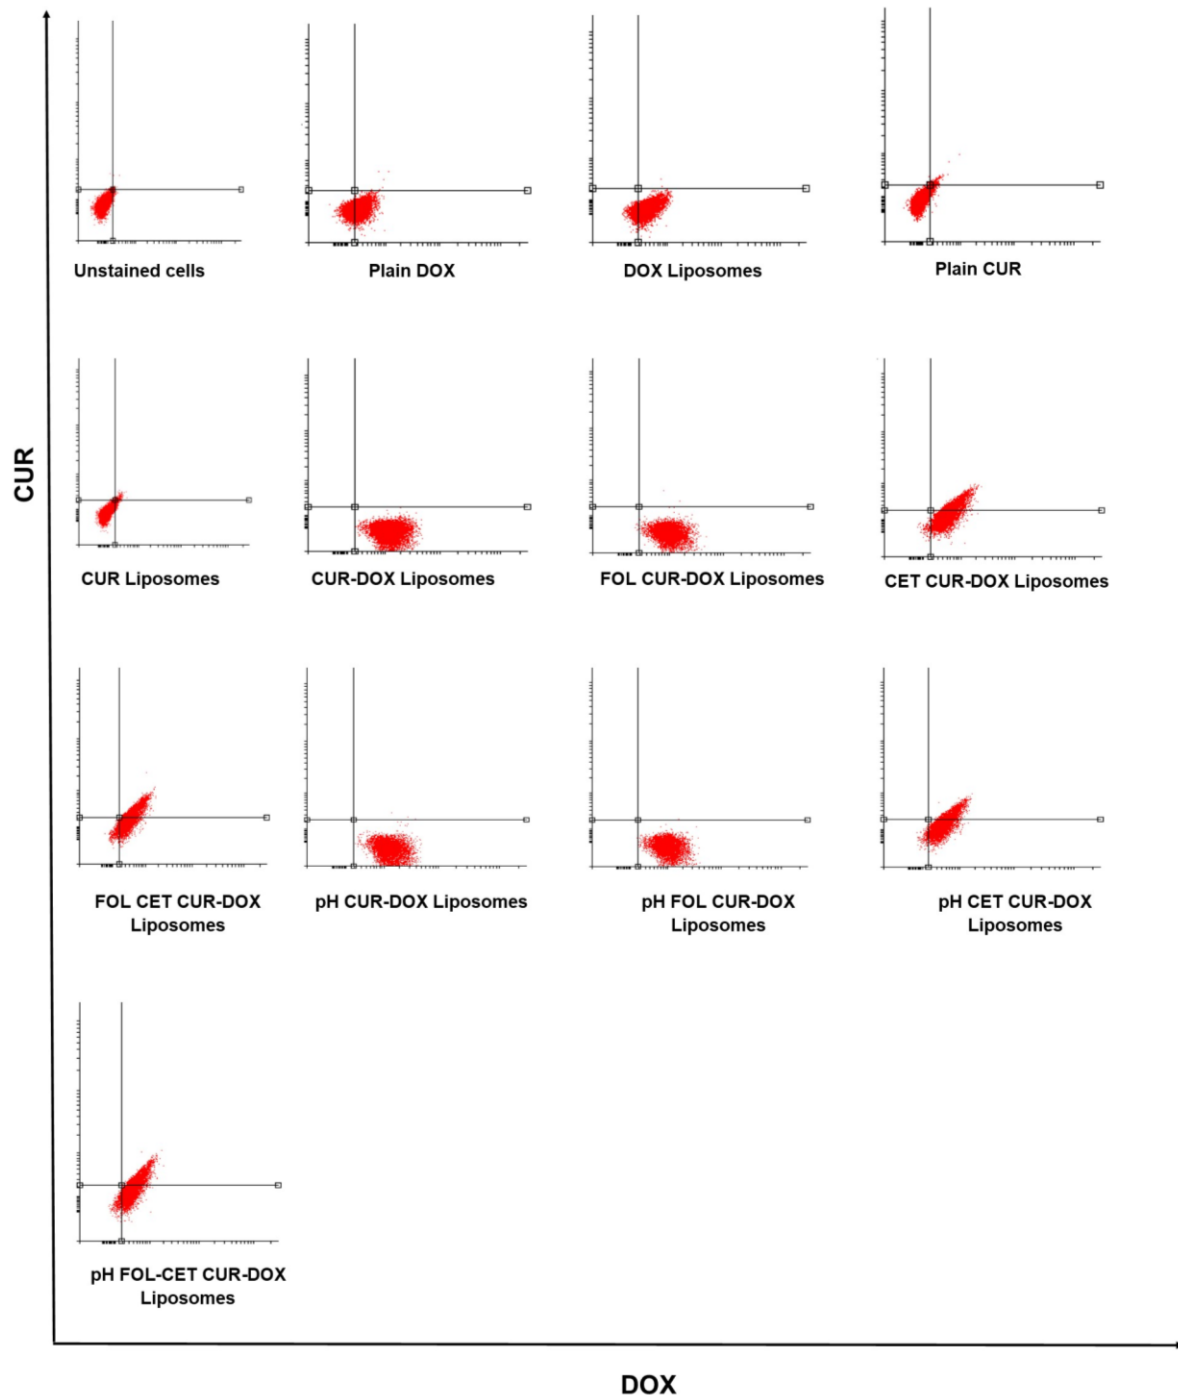 Unstained cells
Plain DOX
DOX Liposomes
Plain CUR
CUR
CUR Liposomes
CUR-DOX Liposomes
FOL CUR-DOX Liposomes
CET CUR-DOX Liposomes
FOL CET CUR-DOX
Liposomes
pH CUR-DOX Liposomes
pH FOL CUR-DOX
Liposomes
pH CET CUR-DOX
Liposomes
pH FOL-CET CUR-DOX
Liposomes
DOX